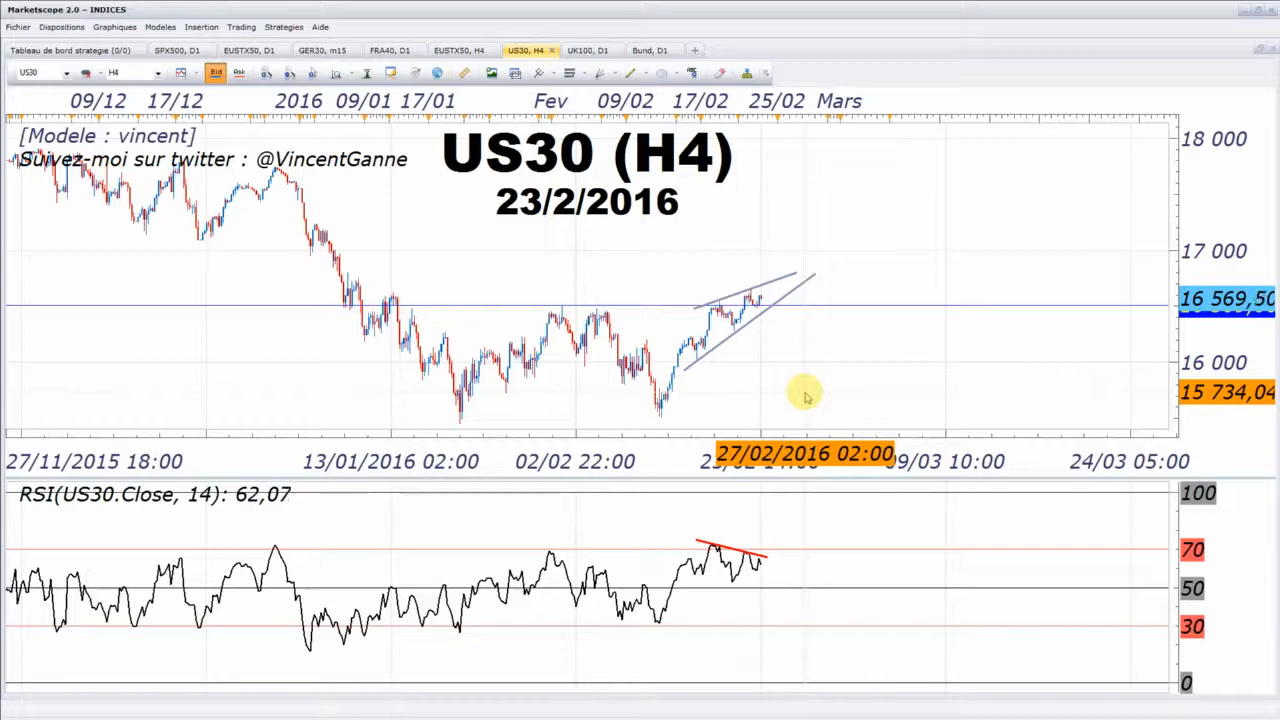 Marketscope 2.0 – INDICES
Fichier Dispositions Graphiques Modeles Insertion Trading Strategies Aide
Tableau de bord strategie (0/0) SPX500, D1 EUSTX50, D1 GER30, m15 FRA40, D1 EUSTX50, H4 US30, H4 UK100, D1 Bund, D1
US30 H4 Bid Ask
09/12 17/12 2016 09/01 17/01 Fev 09/02 17/02 25/02 Mars
[Modele : vincent]
Suivez-moi sur twitter : @VincentGanne
US30 (H4)
23/2/2016
18 000
17 000
16 569,50
16 000
15 734,04
27/11/2015 18:00 13/01/2016 02:00 02/02 22:00 27/02/2016 02:00 09/03 10:00 24/03 05:00
RSI(US30.Close, 14): 62,07
100
70
50
30
0